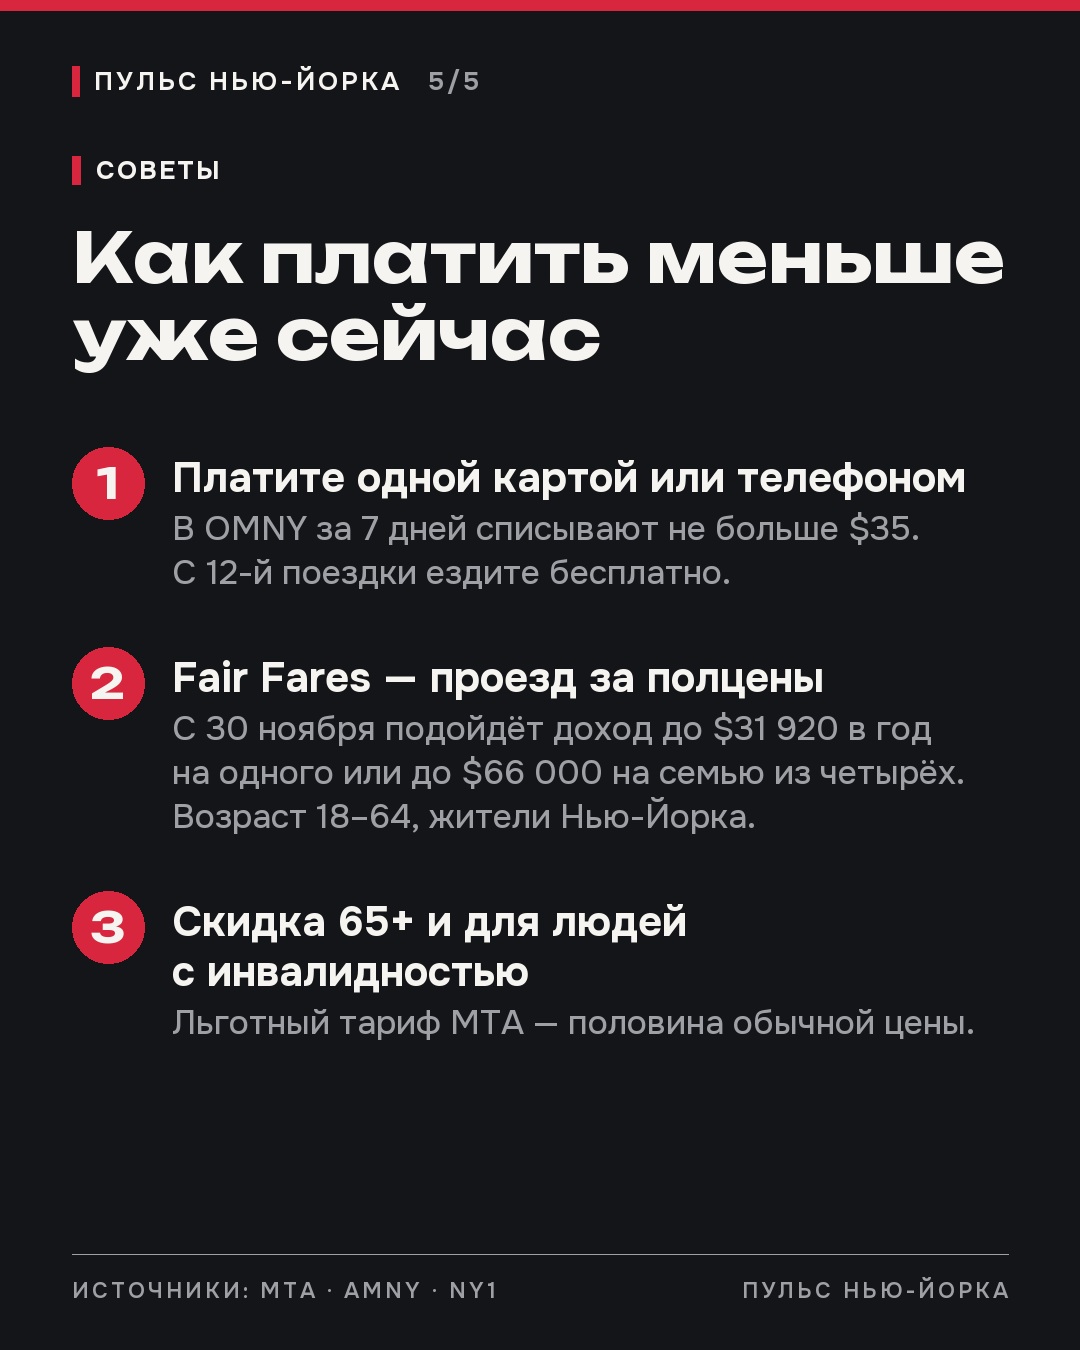 ПУЛЬС НЬЮ-ЙОРКА 5/5
СОВЕТЫ
Как платить меньше
уже сейчас
1 Платите одной картой или телефоном
В OMNY за 7 дней списывают не больше $35.
С 12-й поездки ездите бесплатно.
2 Fair Fares — проезд за полцены
С 30 ноября подойдёт доход до $31 920 в год
на одного или до $66 000 на семью из четырёх.
Возраст 18–64, жители Нью-Йорка.
3 Скидка 65+ и для людей
с инвалидностью
Льготный тариф MTA — половина обычной цены.
ИСТОЧНИКИ: MTA · AMNY · NY1 ПУЛЬС НЬЮ-ЙОРКА